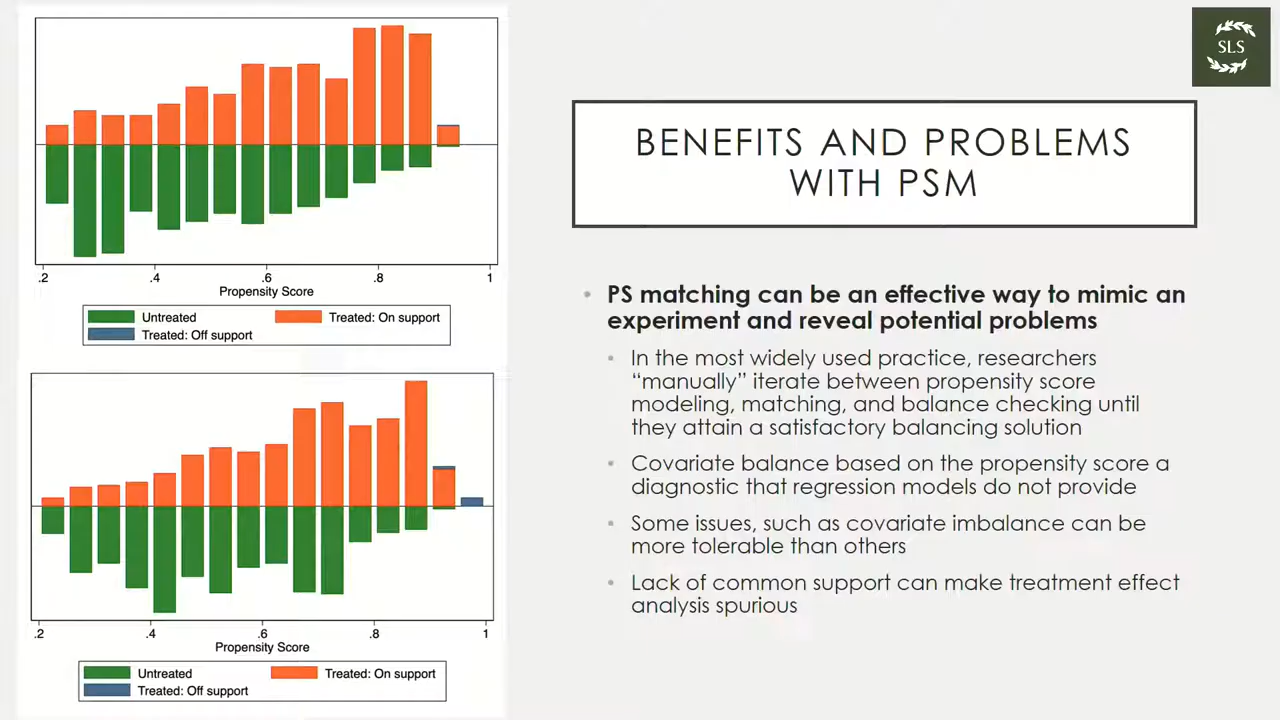 .2 .4 .6 .8 1
Propensity Score
Untreated Treated: On support
Treated: Off support
.2 .4 .6 .8 1
Propensity Score
Untreated Treated: On support
Treated: Off support
SLS
BENEFITS AND PROBLEMS
WITH PSM
• PS matching can be an effective way to mimic an
experiment and reveal potential problems
• In the most widely used practice, researchers
“manually” iterate between propensity score
modeling, matching, and balance checking until
they attain a satisfactory balancing solution
• Covariate balance based on the propensity score a
diagnostic that regression models do not provide
• Some issues, such as covariate imbalance can be
more tolerable than others
• Lack of common support can make treatment effect
analysis spurious